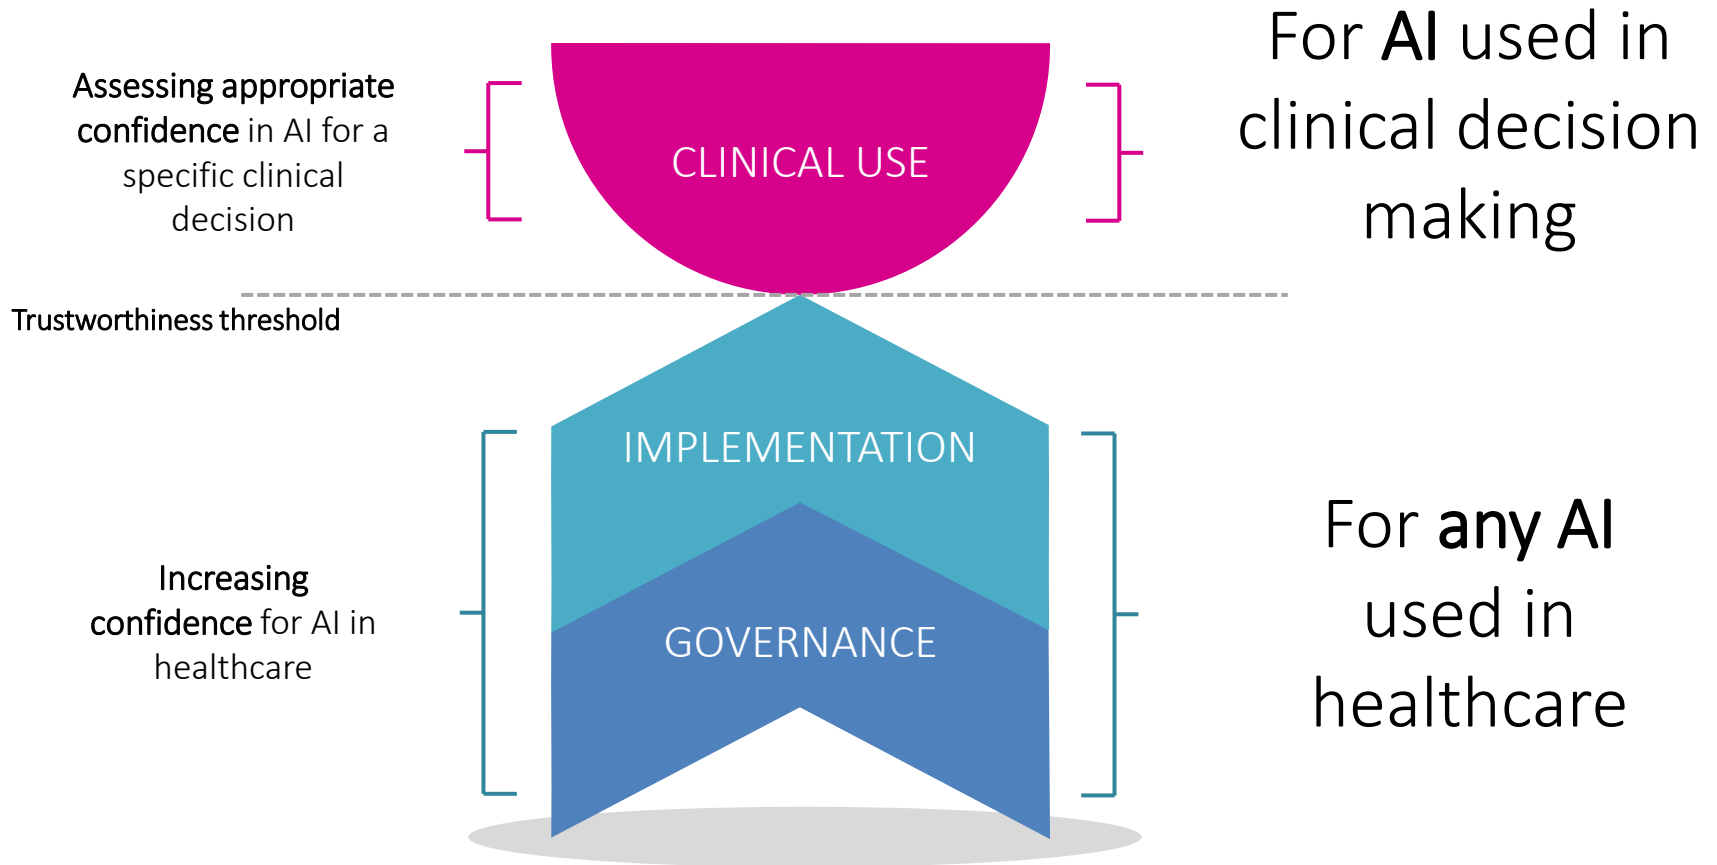 Assessing appropriate
confidence in AI for a
specific clinical
decision
CLINICAL USE
For AI used in
clinical decision
making
Trustworthiness threshold
IMPLEMENTATION
GOVERNANCE
Increasing
confidence for AI in
healthcare
For any AI
used in
healthcare